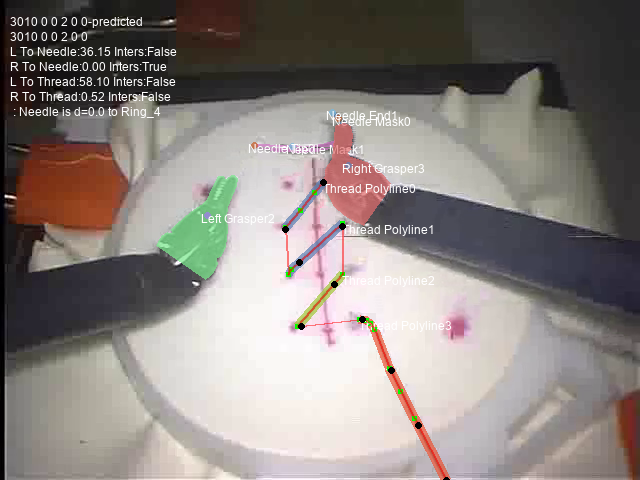 3010 0 0 2 0 0-predicted
3010 0 0 2 0 0
L To Needle:36.15 Inters:False
R To Needle:0.00 Inters:True
L To Thread:58.10 Inters:False
R To Thread:0.52 Inters:False
: Needle is d=0.0 to Ring_4
Needle End1
Needle Mask0
Needle Mask1
Right Grasper3
Thread Polyline0
Left Grasper2
Thread Polyline1
Thread Polyline2
Thread Polyline3